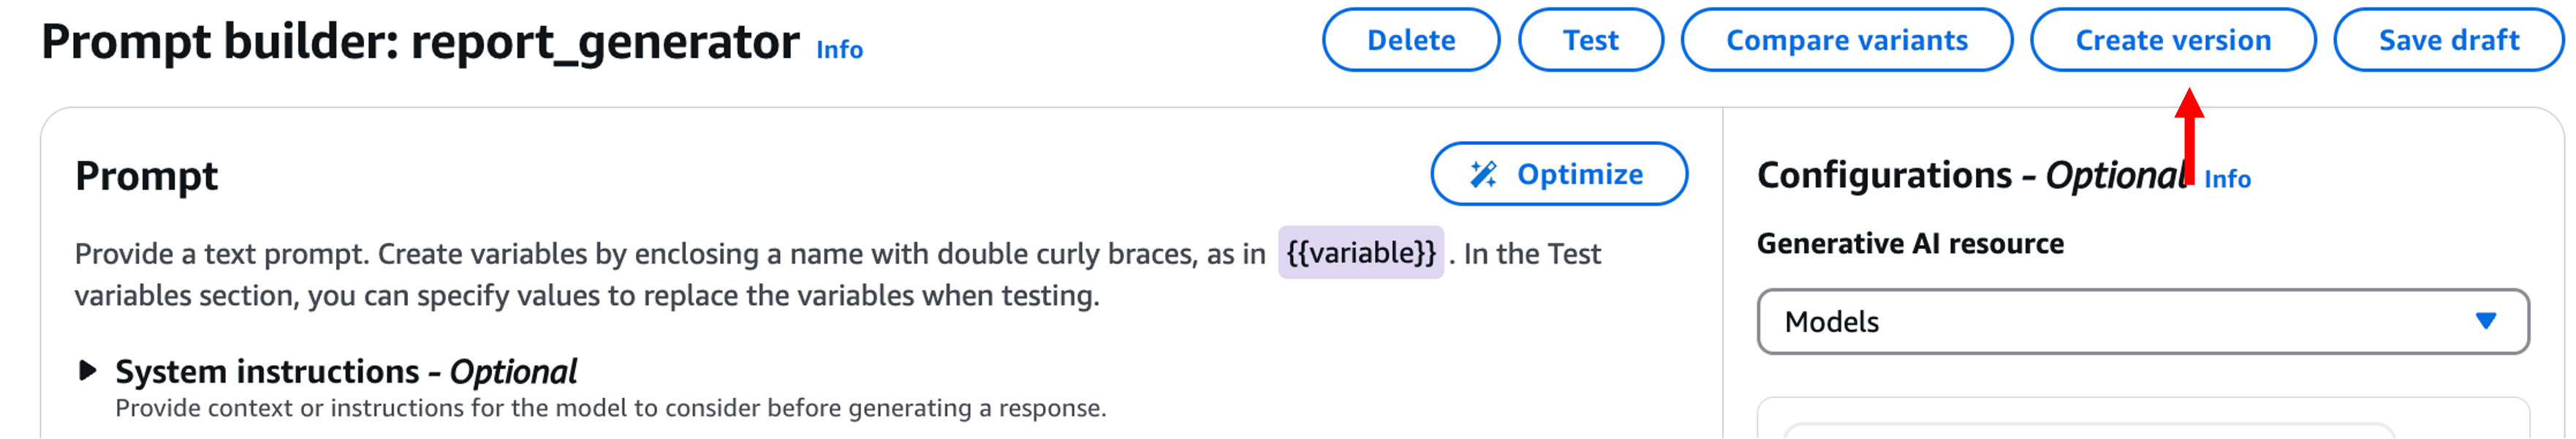 Prompt builder: report_generator Info
Delete
Test
Compare variants
Create version
Save draft
Prompt
Optimize
Provide a text prompt. Create variables by enclosing a name with double curly braces, as in {{variable}} . In the Test
variables section, you can specify values to replace the variables when testing.
System instructions - Optional
Provide context or instructions for the model to consider before generating a response.
Configurations - Optional Info
Generative AI resource
Models